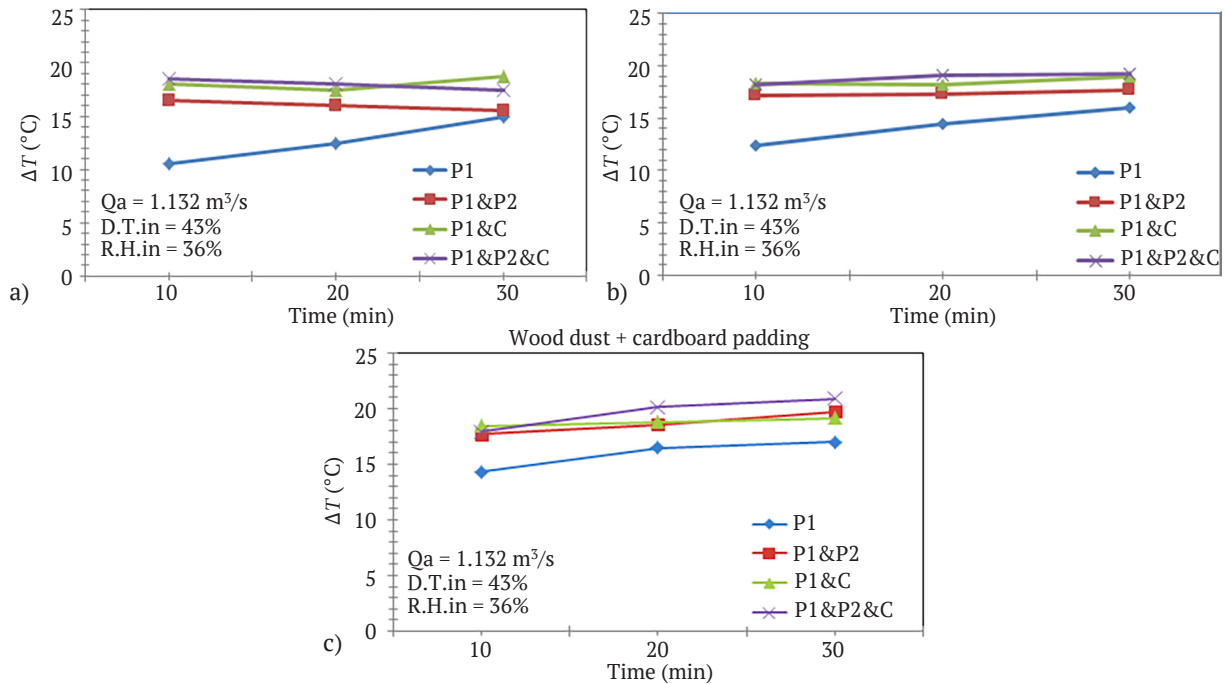 25
20
15
10
5
0
ΔT (°C)
P1
P1&P2
P1&C
P1&P2&C
Qa = 1.132 m³/s
D.T.in = 43%
R.H.in = 36%
10
20
30
Time (min)
a)
25
20
15
10
5
0
ΔT (°C)
P1
P1&P2
P1&C
P1&P2&C
Qa = 1.132 m³/s
D.T.in = 43%
R.H.in = 36%
10
20
30
Time (min)
b)
Wood dust + cardboard padding
25
20
15
10
5
0
ΔT (°C)
P1
P1&P2
P1&C
P1&P2&C
Qa = 1.132 m³/s
D.T.in = 43%
R.H.in = 36%
10
20
30
Time (min)
c)